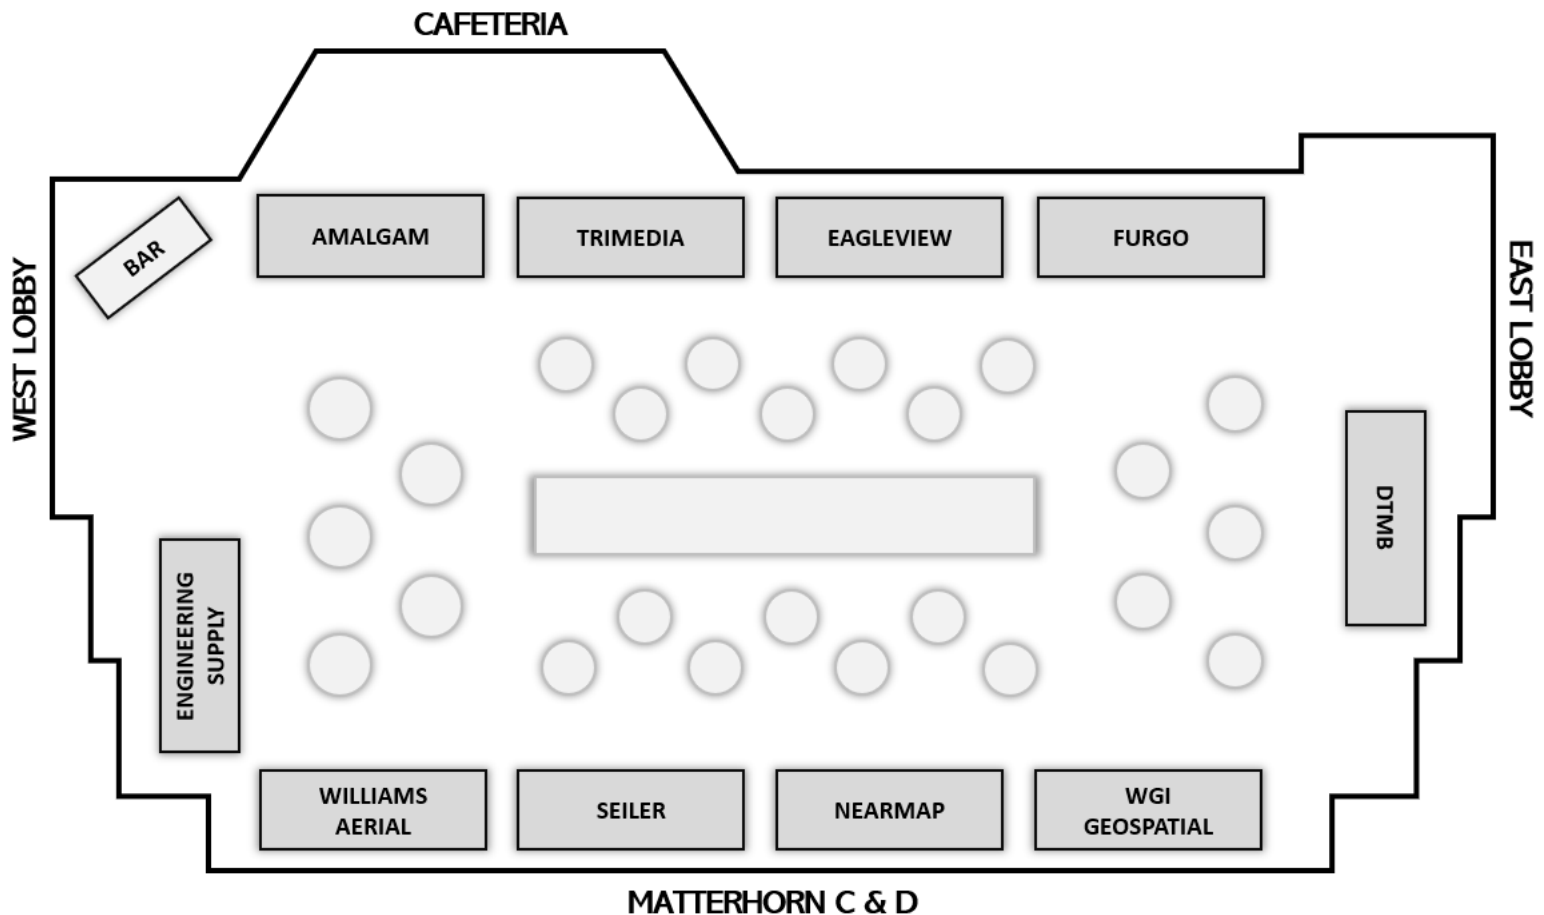 CAFETERIA
BAR
AMALGAM
TRIMEDIA
EAGLEVIEW
FURGO
WEST LOBBY
EAST LOBBY
DTMB
ENGINEERING
SUPPLY
WILLIAMS
AERIAL
SEILER
NEARMAP
WGI
GEOSPATIAL
MATTERHORN C & D